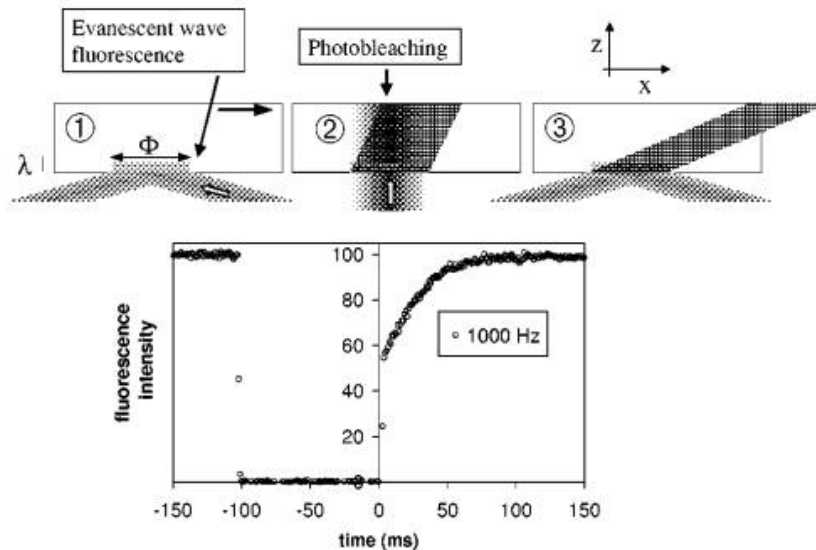 Evanescent wave
fluorescence
Photobleaching
z
x
①
②
③
Φ
λ
fluorescence
intensity
100
80
60
40
20
0
1000 Hz
-150 -100 -50 0 50 100 150
time (ms)